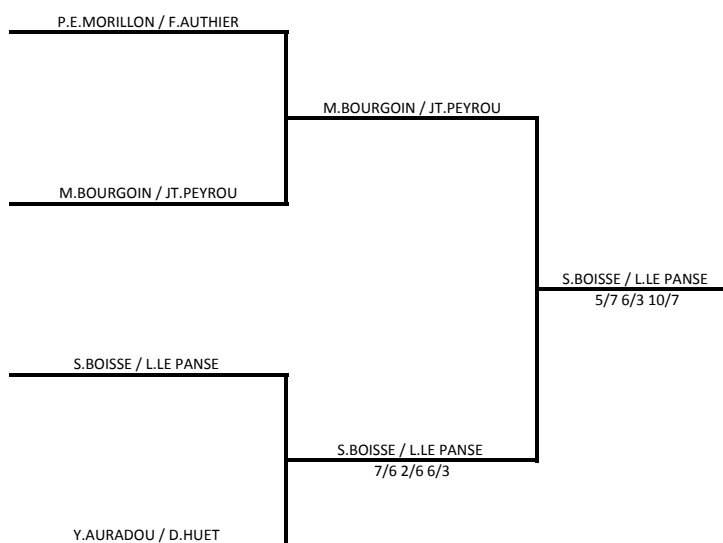 P.E.MORILLON / F.AUTHIER
M.BOURGOIN / JT.PEYROU
M.BOURGOIN / JT.PEYROU
S.BOISSE / L.LE PANSE
5/7 6/3 10/7
S.BOISSE / L.LE PANSE
S.BOISSE / L.LE PANSE
7/6 2/6 6/3
Y.AURADOU / D.HUET